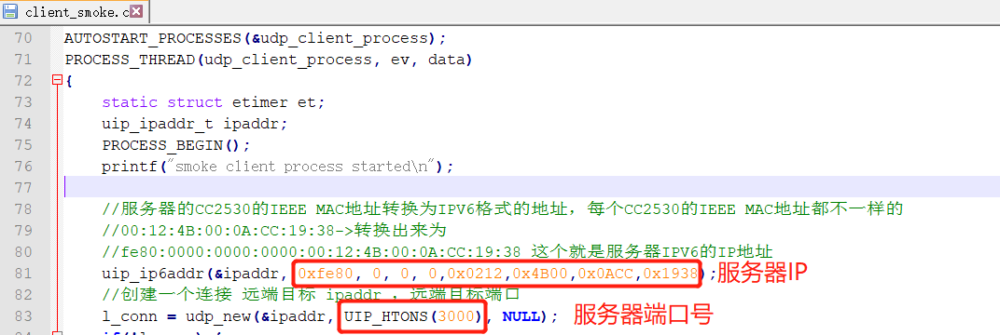 client_smoke.c
70 AUTOSTART_PROCESSES(&udp_client_process);
71 PROCESS_THREAD(udp_client_process, ev, data)
72 {
73 static struct etimer et;
74 uip_ipaddr_t ipaddr;
75 PROCESS_BEGIN();
76 printf("smoke client process started\n");
77
78 //服务器的CC2530的IEEE MAC地址转换为IPV6格式的地址，每个CC2530的IEEE MAC地址都不一样的
79 //00:12:4B:00:0A:CC:19:38->转换出来为
80 //fe80:0000:0000:0000:00:12:4B:00:0A:CC:19:38 这个就是服务器IPV6的IP地址
81 uip_ip6addr(&ipaddr, 0xfe80, 0, 0, 0,0x0212,0x4B00,0x0ACC,0x1938); 服务器IP
82 //创建一个连接 远端目标 ipaddr ，远端目标端口
83 l_conn = udp_new(&ipaddr, UIP_HTONS(3000), NULL); 服务器端口号